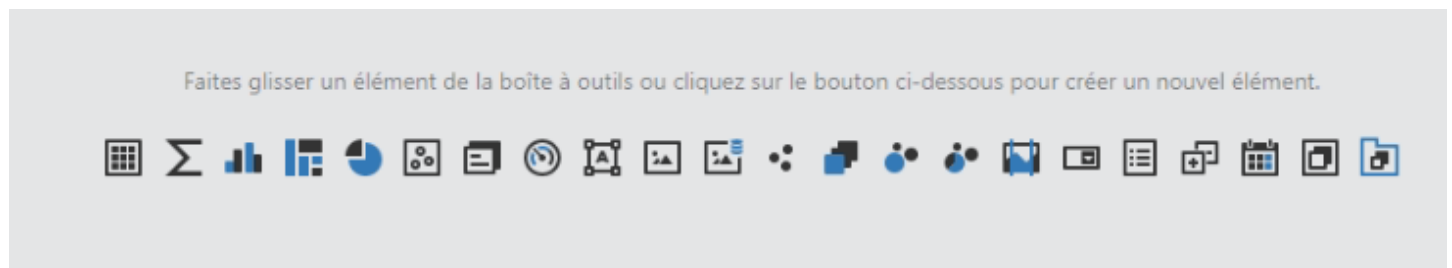 Faites glisser un élément de la boîte à outils ou cliquez sur le bouton ci-dessous pour créer un nouvel élément.